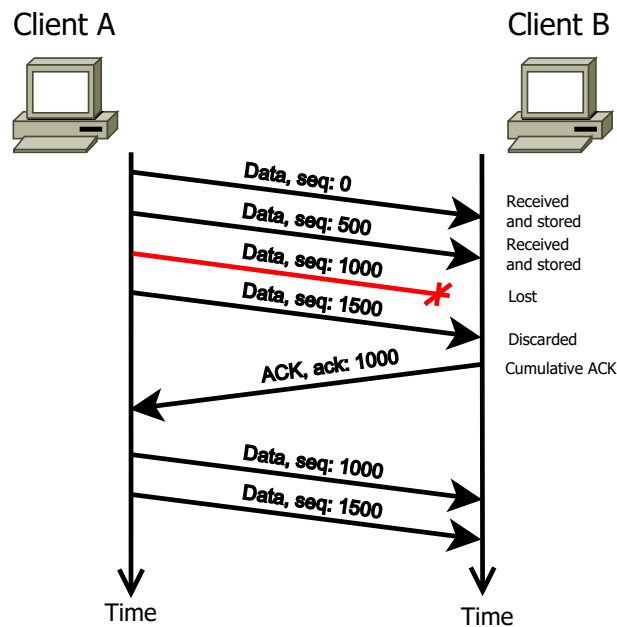 Client A
Client B
Data, seq: 0
Received
and stored
Data, seq: 500
Received
and stored
Data, seq: 1000
Lost
Data, seq: 1500
Discarded
ACK, ack: 1000
Cumulative ACK
Data, seq: 1000
Data, seq: 1500
Time
Time